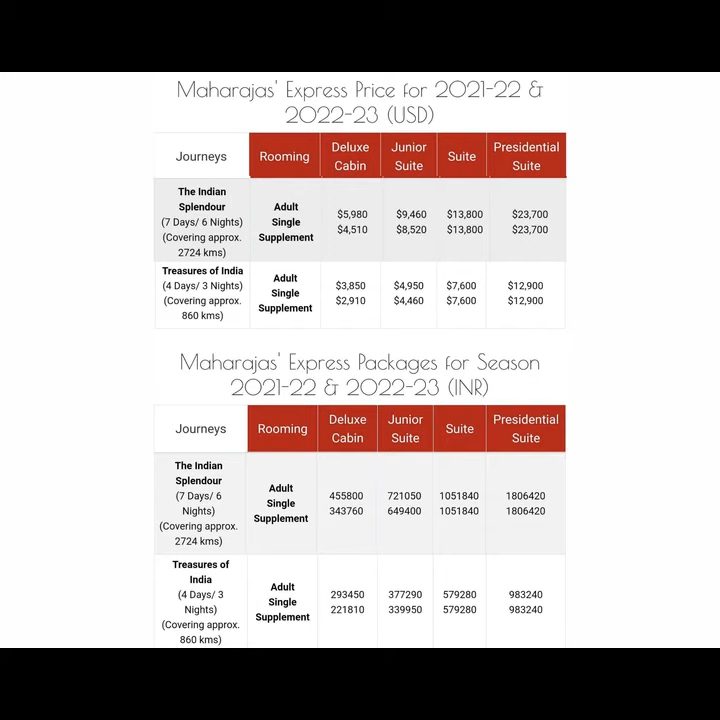 Maharajas' Express Price for 2021-22 &
2022-23 (USD)
Journeys Rooming Deluxe Cabin Junior Suite Suite Presidential Suite
The Indian
Splendour
(7 Days/ 6 Nights)
(Covering approx.
2724 kms)
Adult
Single
Supplement
$5,980 $9,460 $13,800 $23,700
$4,510 $8,520 $13,800 $23,700
Treasures of India
(4 Days/ 3 Nights)
(Covering approx.
860 kms)
Adult
Single
Supplement
$3,850 $4,950 $7,600 $12,900
$2,910 $4,460 $7,600 $12,900
Maharajas' Express Packages for Season
2021-22 & 2022-23 (INR)
Journeys Rooming Deluxe Cabin Junior Suite Suite Presidential Suite
The Indian
Splendour
(7 Days/ 6
Nights)
(Covering approx.
2724 kms)
Adult
Single
Supplement
455800 721050 1051840 1806420
343760 649400 1051840 1806420
Treasures of
India
(4 Days/ 3
Nights)
(Covering approx.
860 kms)
Adult
Single
Supplement
293450 377290 579280 983240
221810 339950 579280 983240